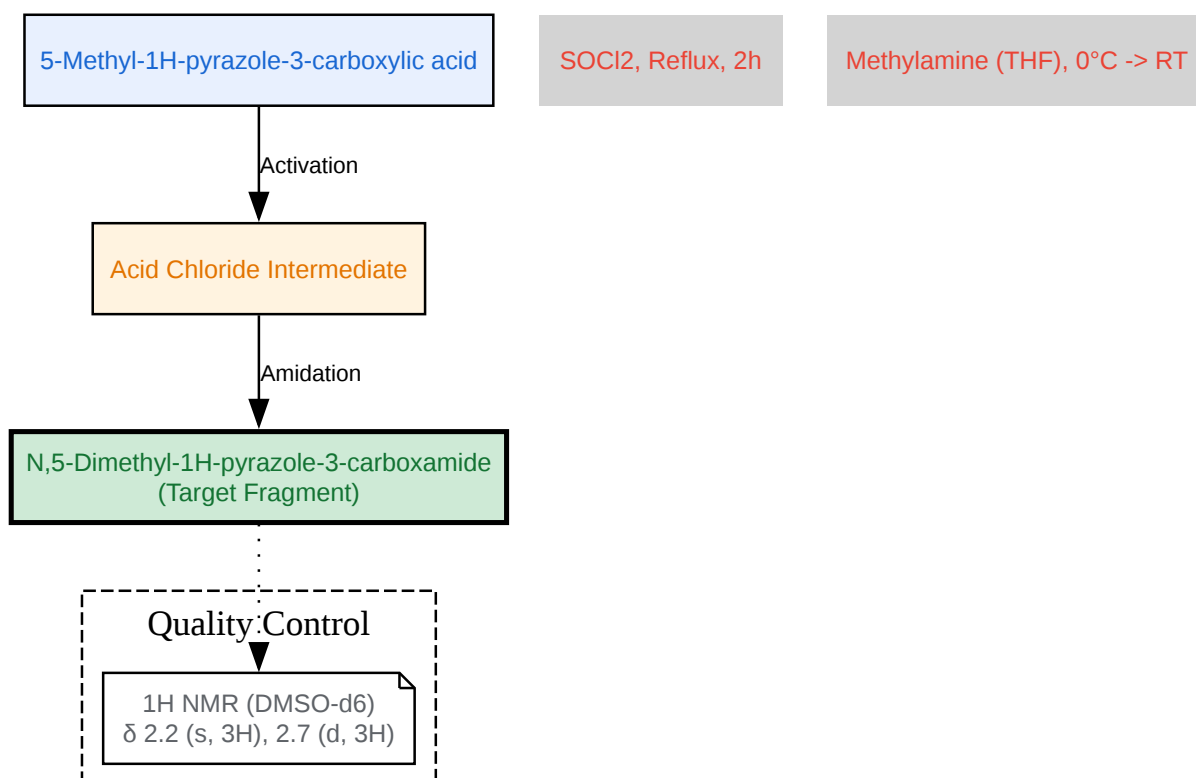 5-Methyl-1H-pyrazole-3-carboxylic acid
SOCl2, Reflux, 2h
Methylamine (THF), 0°C -> RT
Activation
Acid Chloride Intermediate
Amidation
N,5-Dimethyl-1H-pyrazole-3-carboxamide
(Target Fragment)
Quality Control
1H NMR (DMSO-d6)
δ 2.2 (s, 3H), 2.7 (d, 3H)